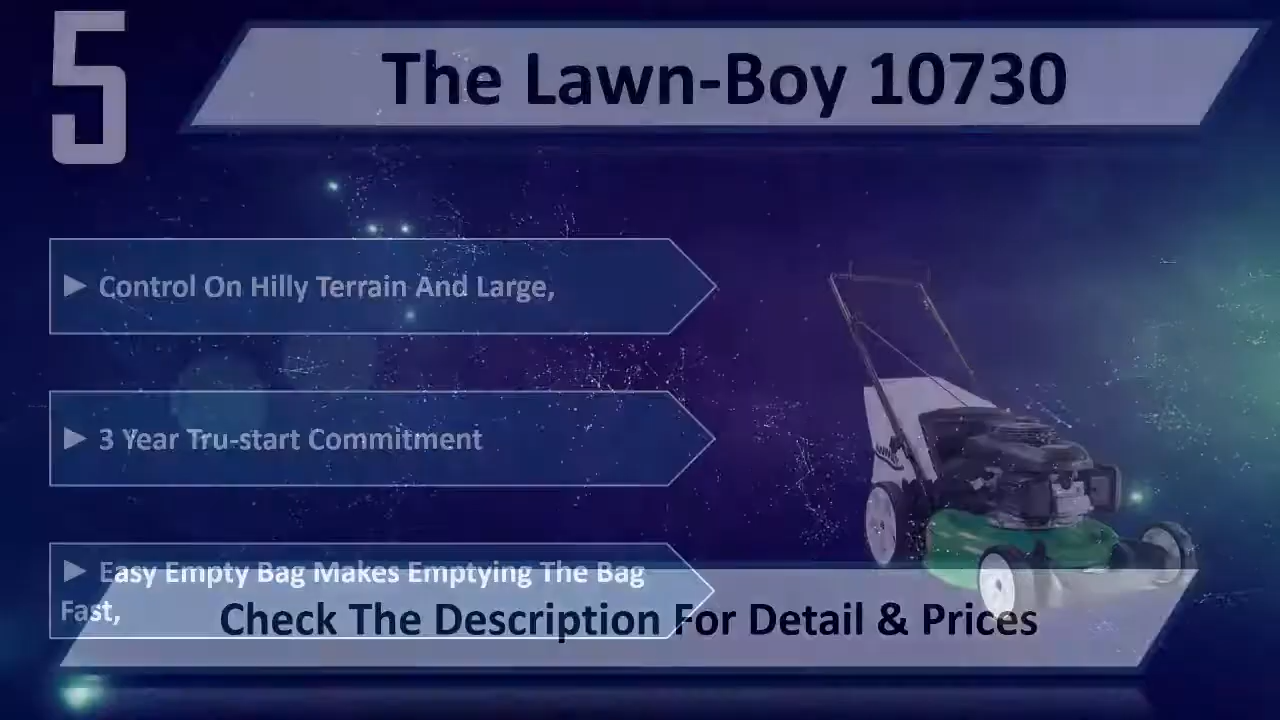 5
The Lawn-Boy 10730
▶ Control On Hilly Terrain And Large,
▶ 3 Year Tru-start Commitment
▶ Easy Empty Bag Makes Emptying The Bag
Fast,
Check The Description For Detail & Prices